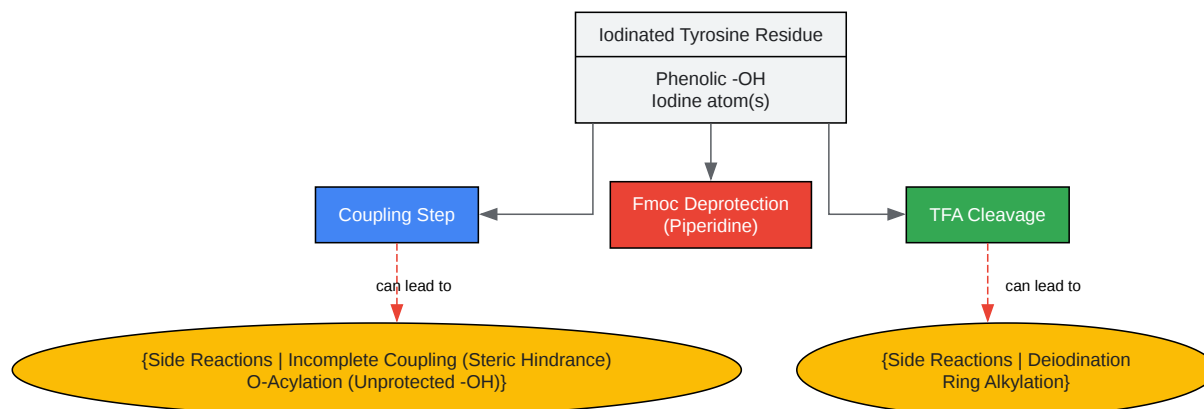 Iodinated Tyrosine Residue
Phenolic -OH
Iodine atom(s)
Coupling Step
Fmoc Deprotection
(Piperidine)
TFA Cleavage
can lead to
can lead to
{Side Reactions | Incomplete Coupling (Steric Hindrance)
O-Acylation (Unprotected -OH)}
{Side Reactions | Deiodination
Ring Alkylation}